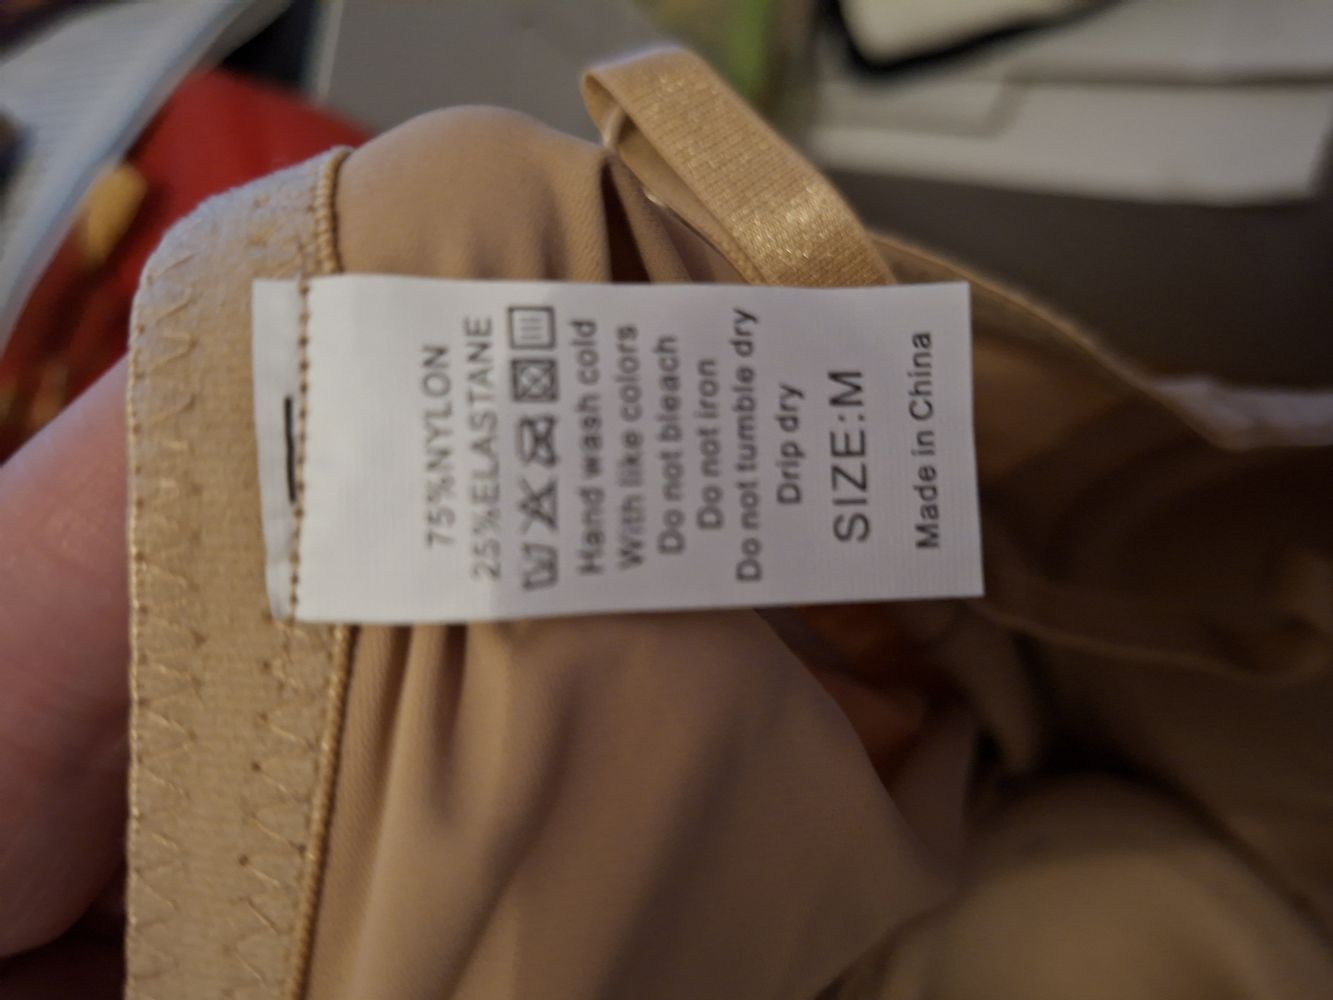 75%NYLON
25%ELASTANE
Hand wash cold
With like colors
Do not bleach
Do not iron
Do not tumble dry
Drip dry
SIZE:M
Made in China